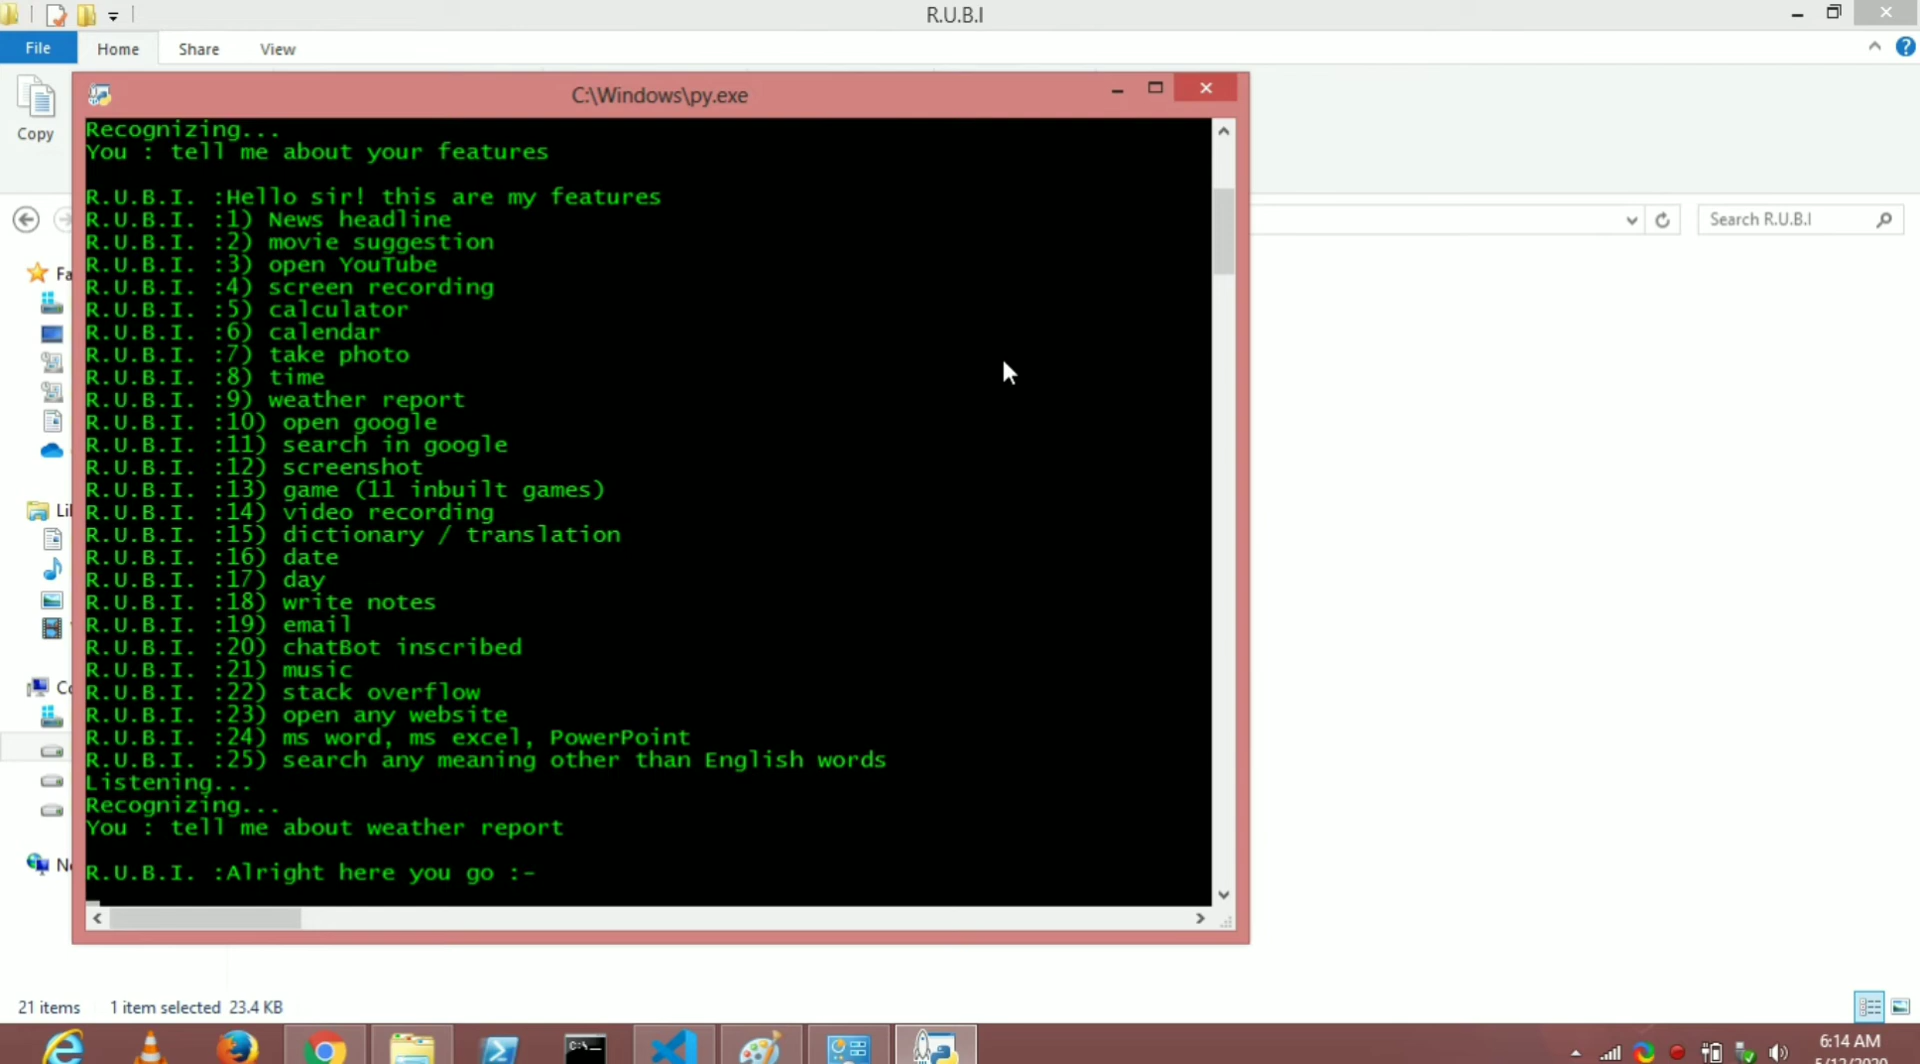 R.U.B.I
File
Home
Share
View
C:\Windows\py.exe
Copy
Recognizing...
You : tell me about your features
R.U.B.I. :Hello sir! this are my features
R.U.B.I. :1) News headline
R.U.B.I. :2) movie suggestion
R.U.B.I. :3) open YouTube
R.U.B.I. :4) screen recording
R.U.B.I. :5) calculator
R.U.B.I. :6) calendar
R.U.B.I. :7) take photo
R.U.B.I. :8) time
R.U.B.I. :9) weather report
R.U.B.I. :10) open google
R.U.B.I. :11) search in google
R.U.B.I. :12) screenshot
R.U.B.I. :13) game (11 inbuilt games)
R.U.B.I. :14) video recording
R.U.B.I. :15) dictionary / translation
R.U.B.I. :16) date
R.U.B.I. :17) day
R.U.B.I. :18) write notes
R.U.B.I. :19) email
R.U.B.I. :20) chatBot inscribed
R.U.B.I. :21) music
R.U.B.I. :22) stack overflow
R.U.B.I. :23) open any website
R.U.B.I. :24) ms word, ms excel, PowerPoint
R.U.B.I. :25) search any meaning other than English words
Listening...
Recognizing...
You : tell me about weather report
R.U.B.I. :Alright here you go :-
Search R.U.B.I
Fa
Li
Co
Ne
21 items
1 item selected 23.4 KB
6:14 AM